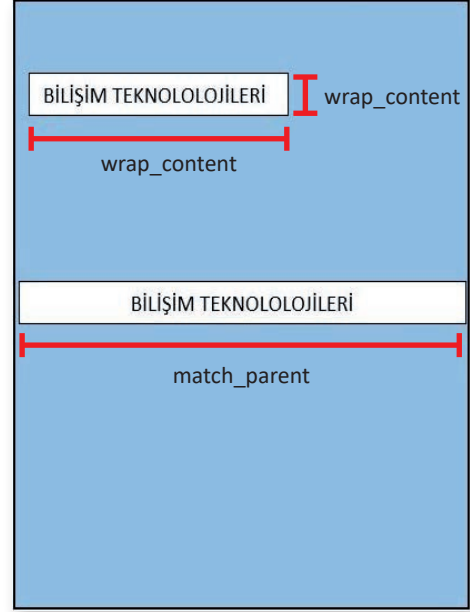 BİLİŞİM TEKNOLOLOJİLERİ
wrap_content
wrap_content
BİLİŞİM TEKNOLOLOJİLERİ
match_parent